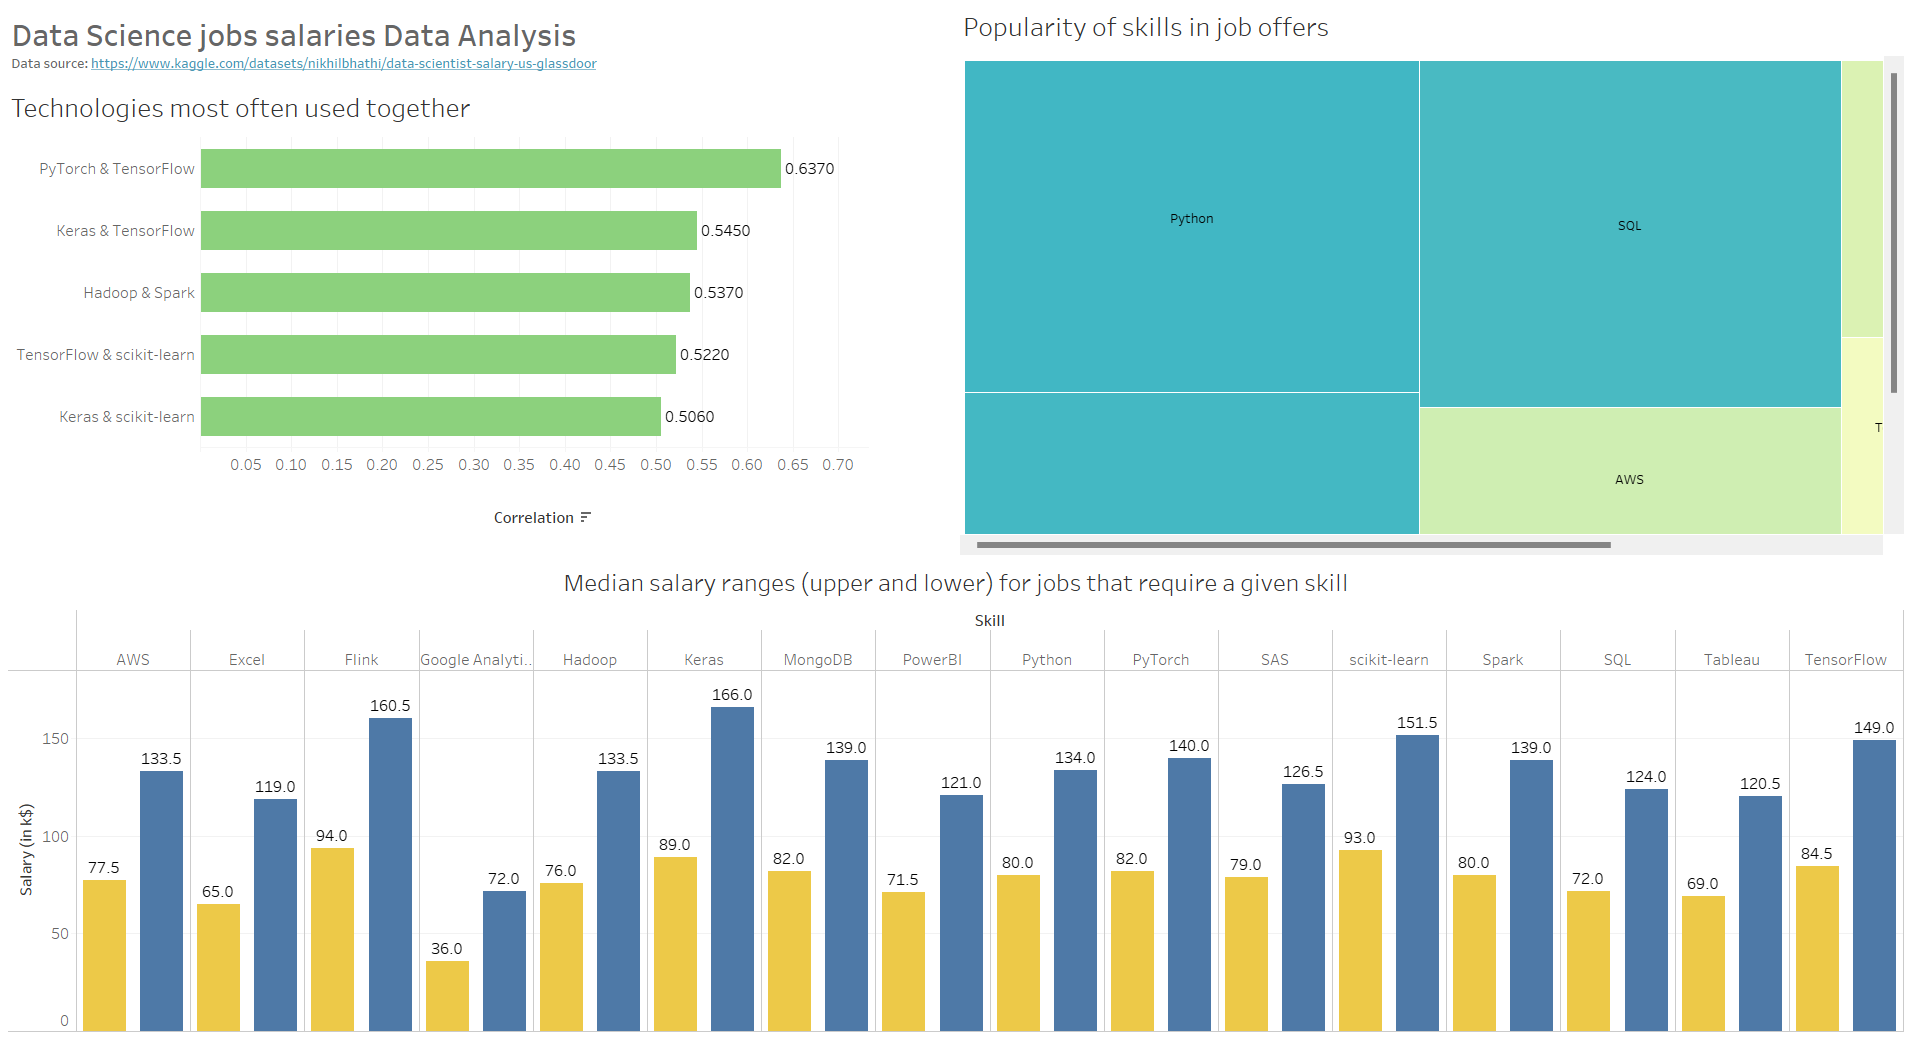 Data Science jobs salaries Data Analysis
Data source: https://www.kaggle.com/datasets/nikhilbhathi/data-scientist-salary-us-glassdoor
Technologies most often used together
PyTorch & TensorFlow 0.6370
Keras & TensorFlow 0.5450
Hadoop & Spark 0.5370
TensorFlow & scikit-learn 0.5220
Keras & scikit-learn 0.5060
0.05 0.10 0.15 0.20 0.25 0.30 0.35 0.40 0.45 0.50 0.55 0.60 0.65 0.70
Correlation
Popularity of skills in job offers
Python
SQL
AWS
T
Median salary ranges (upper and lower) for jobs that require a given skill
Skill
AWS Excel Flink Google Analyti.. Hadoop Keras MongoDB PowerBI Python PyTorch SAS scikit-learn Spark SQL Tableau TensorFlow
Salary (in k$)
150
100
50
0
77.5 133.5
65.0 119.0
94.0 160.5
36.0 72.0
76.0 133.5
89.0 166.0
82.0 139.0
71.5 121.0
80.0 134.0
82.0 140.0
79.0 126.5
93.0 151.5
80.0 139.0
72.0 124.0
69.0 120.5
84.5 149.0